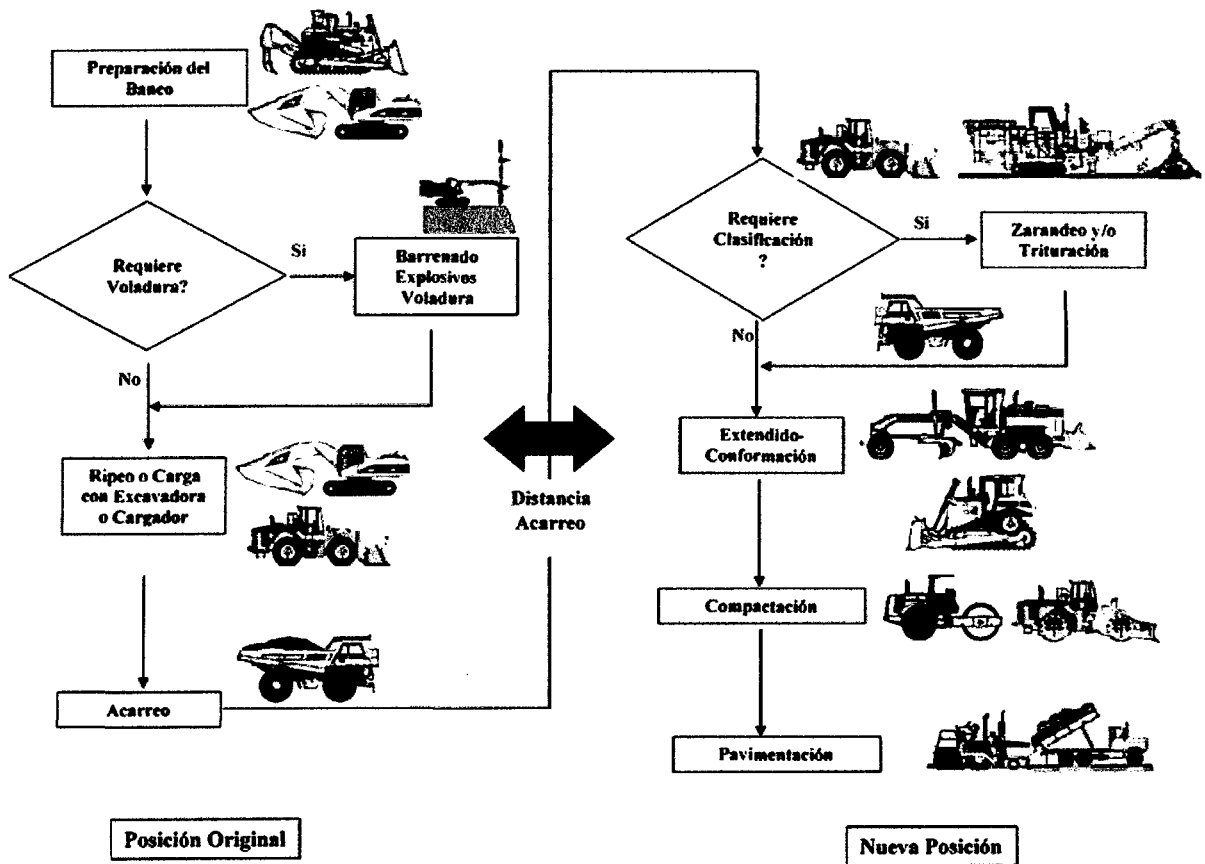 Preparación del
Banco
Requiere
Voladura?
Si
Barrenado
Explosivos
Voladura
No
Ripeo o Carga
con Excavadora
o Cargador
Acarreo
Posición Original
Distancia
Acarreo
Requiere
Clasificación
?
Si
Zarandeo y/o
Trituración
No
Extendido-
Conformación
Compactación
Pavimentación
Nueva Posición